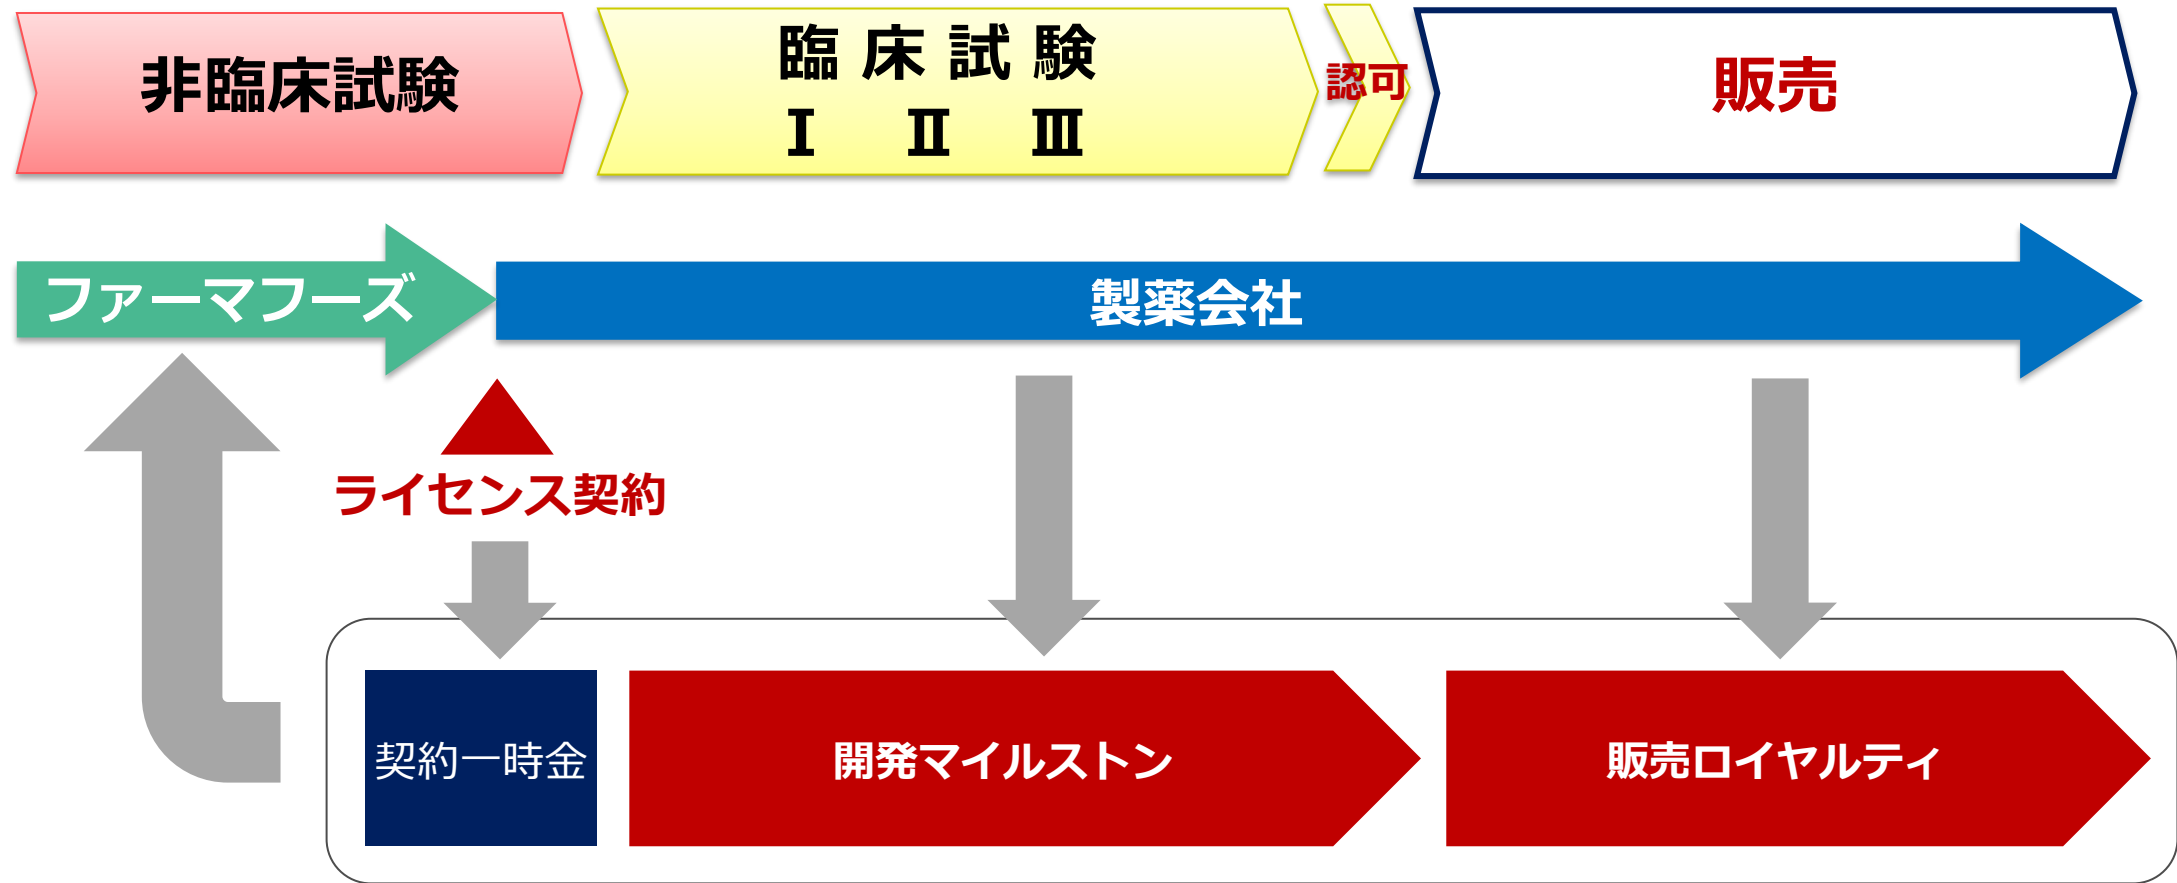 非臨床試験
臨 床 試 験
Ⅰ Ⅱ Ⅲ
認可
販売
ファーマフーズ
製薬会社
ライセンス契約
契約一時金
開発マイルストン
販売ロイヤルティ